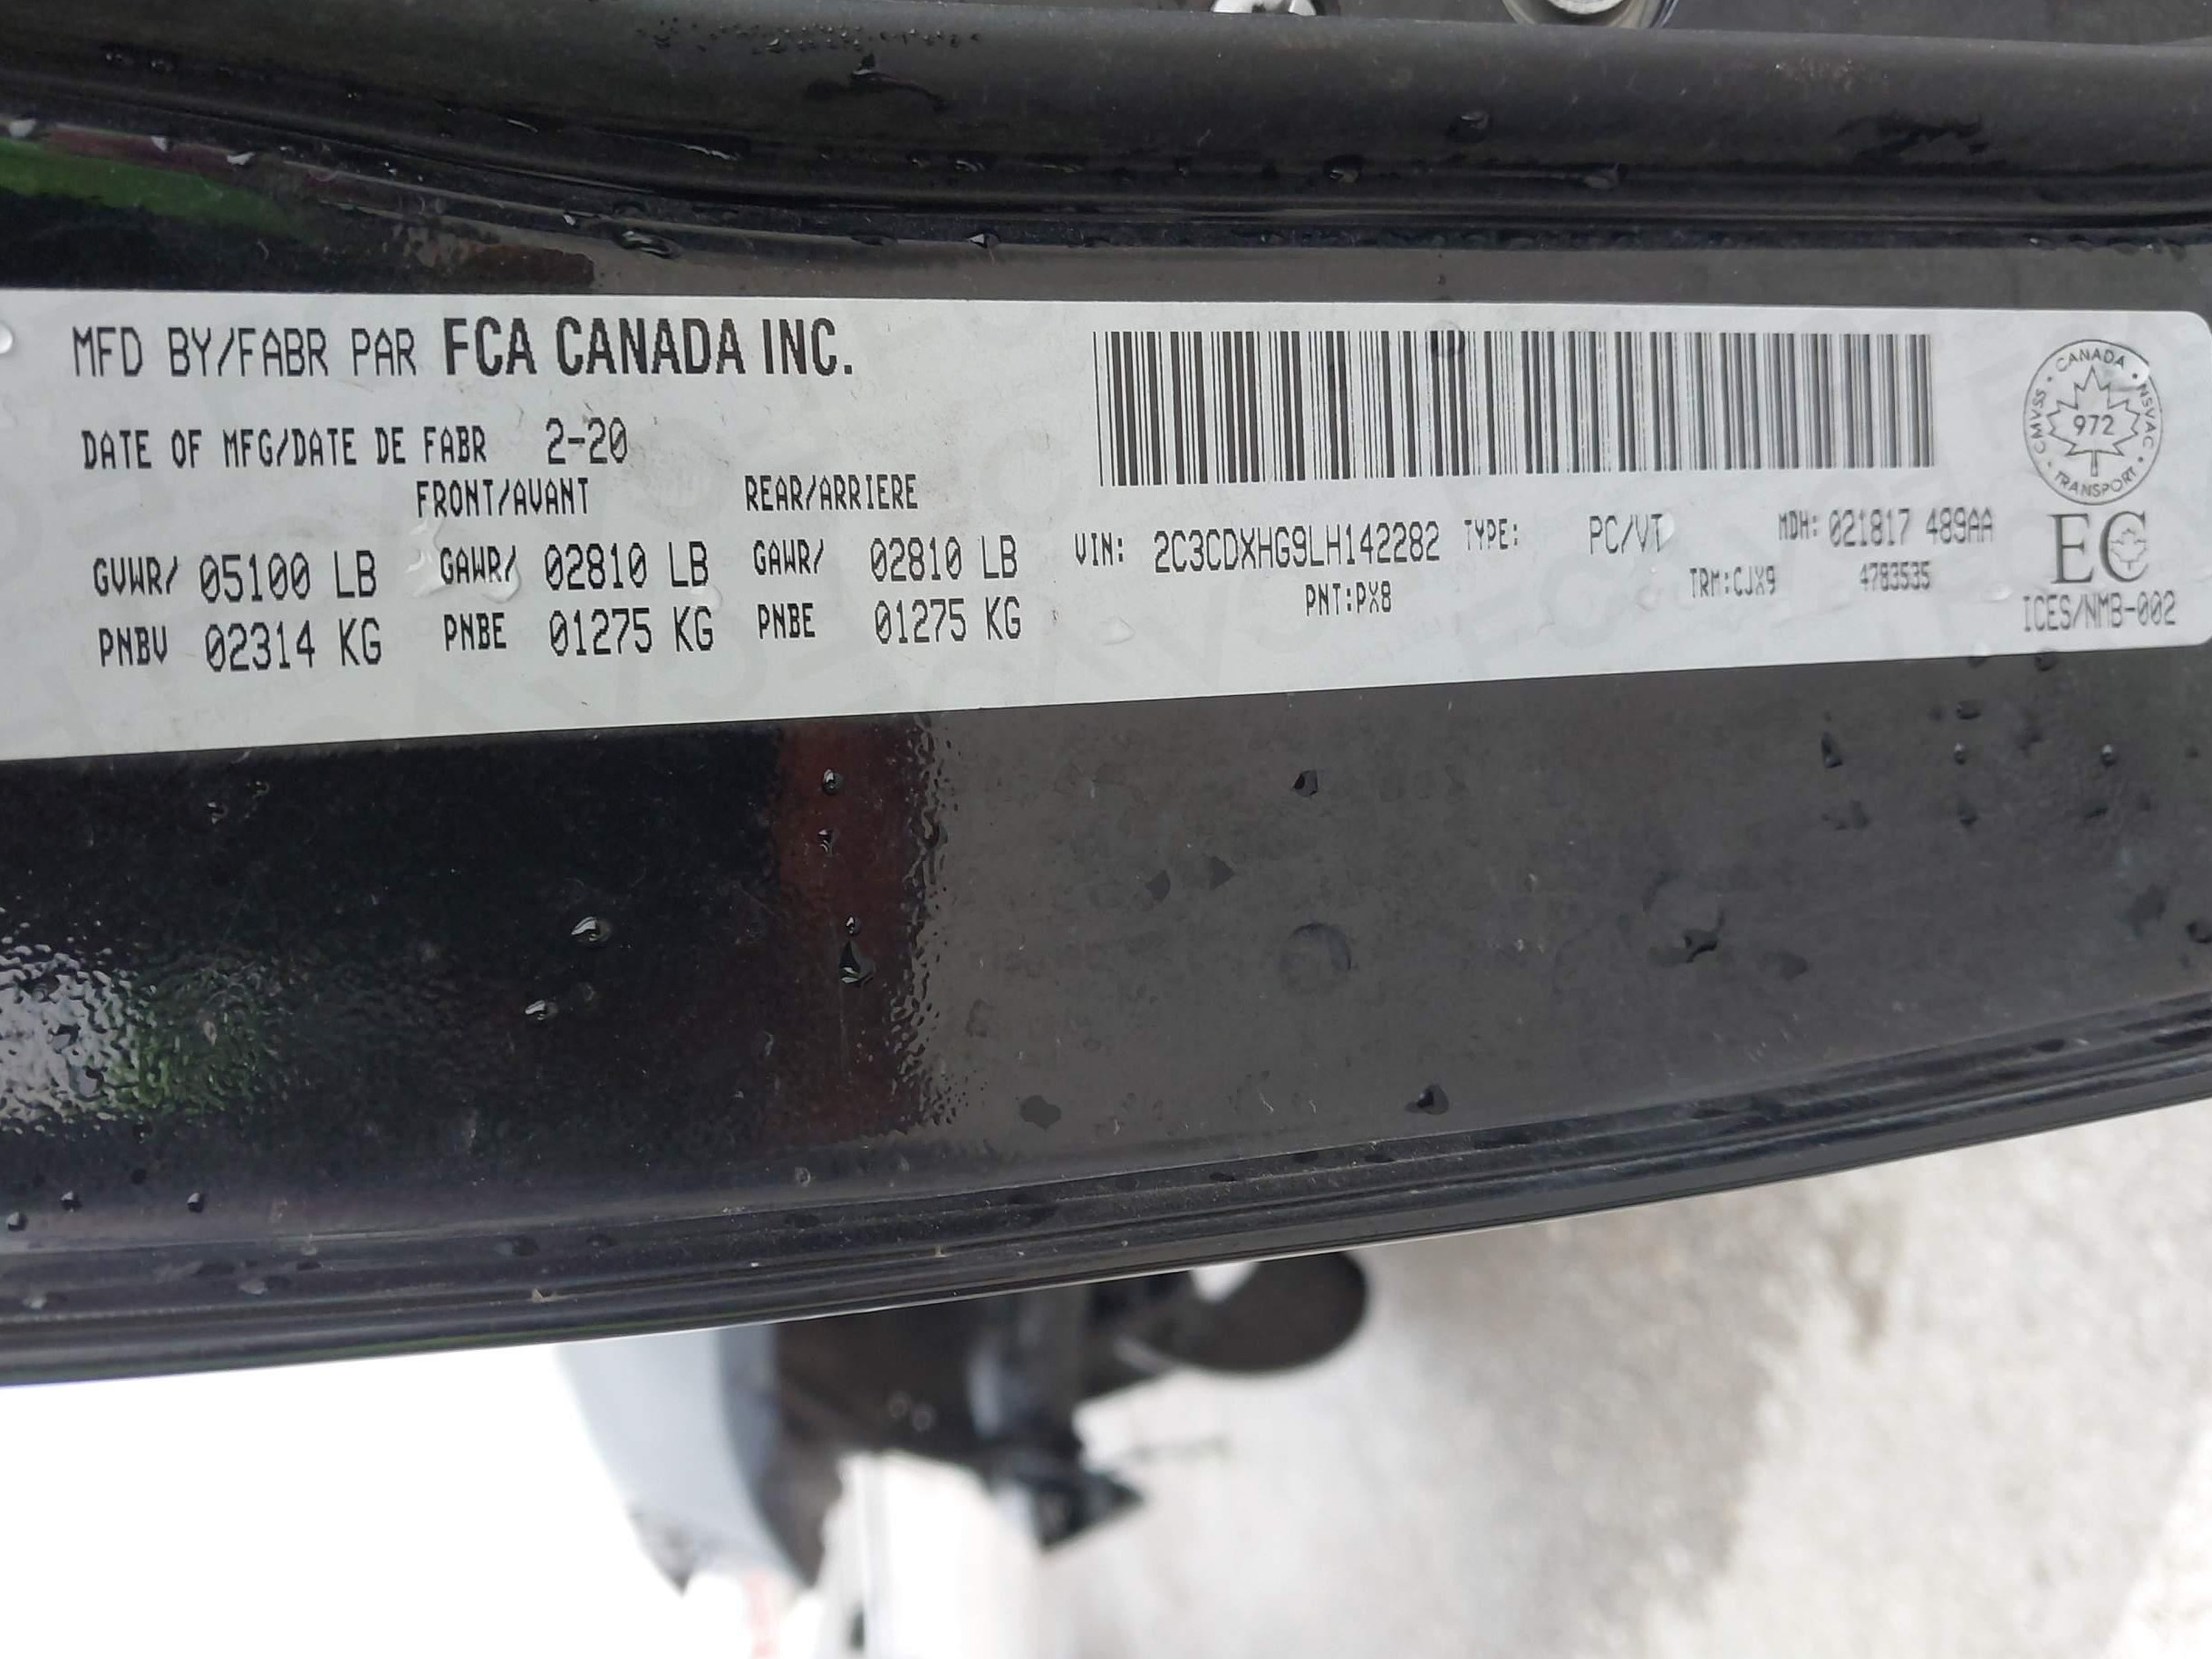 MFD BY/FABR PAR FCA CANADA INC.
DATE OF MFG/DATE DE FABR 2-20
FRONT/AVANT REAR/ARRIERE
GVWR/ 05100 LB GAWR/ 02810 LB GAWR/ 02810 LB
PNBV 02314 KG PNBE 01275 KG PNBE 01275 KG
VIN: 2C3CDXHG9LH142282 TYPE: PC/VT MDH: 021817 489AA
PNT:PX8 TRM:CJX9 4783535
CANADA • NSVAC • TRANSPORT • CMVSS •
972
EC
ICES/NMB-002